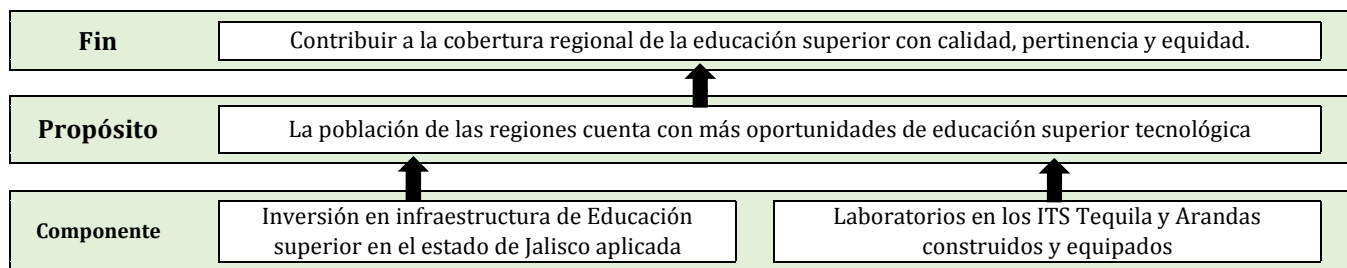 Fin
Contribuir a la cobertura regional de la educación superior con calidad, pertinencia y equidad.
Propósito
La población de las regiones cuenta con más oportunidades de educación superior tecnológica
Componente
Inversión en infraestructura de Educación
superior en el estado de Jalisco aplicada
Laboratorios en los ITS Tequila y Arandas
construidos y equipados